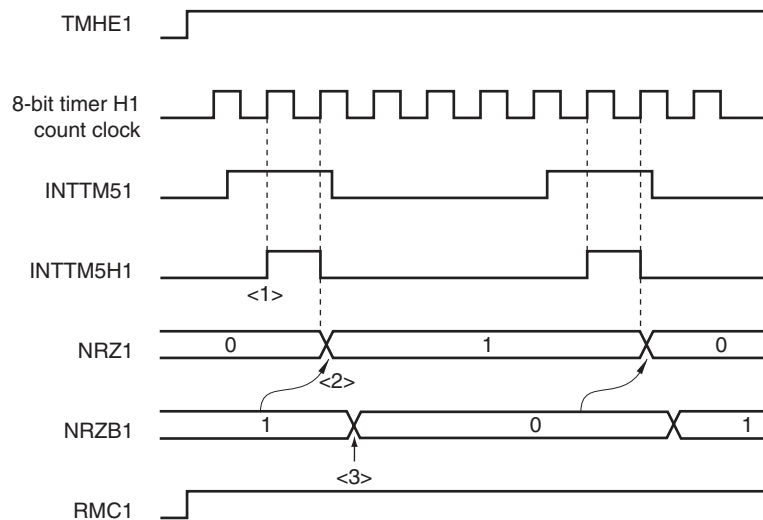 TMHE1
8-bit timer H1
count clock
INTTM51
INTTM5H1
<1>
NRZ1
0
1
0
<2>
NRZB1
1
0
1
<3>
RMC1